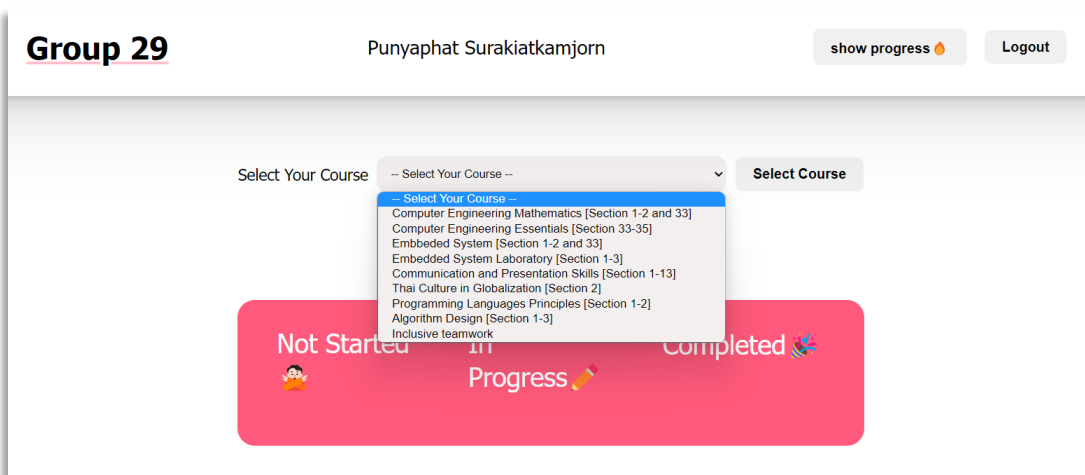 Group 29
Punyaphat Surakiatkamjorn
show progress🔥
Logout
Select Your Course
-- Select Your Course --
Select Course
-- Select Your Course --
Computer Engineering Mathematics [Section 1-2 and 33]
Computer Engineering Essentials [Section 33-35]
Embbeded System [Section 1-2 and 33]
Embedded System Laboratory [Section 1-3]
Communication and Presentation Skills [Section 1-13]
Thai Culture in Globalization [Section 2]
Programming Languages Principles [Section 1-2]
Algorithm Design [Section 1-3]
Inclusive teamwork
Not Started
🙅🏻
In
Progress✏️
Completed🎉